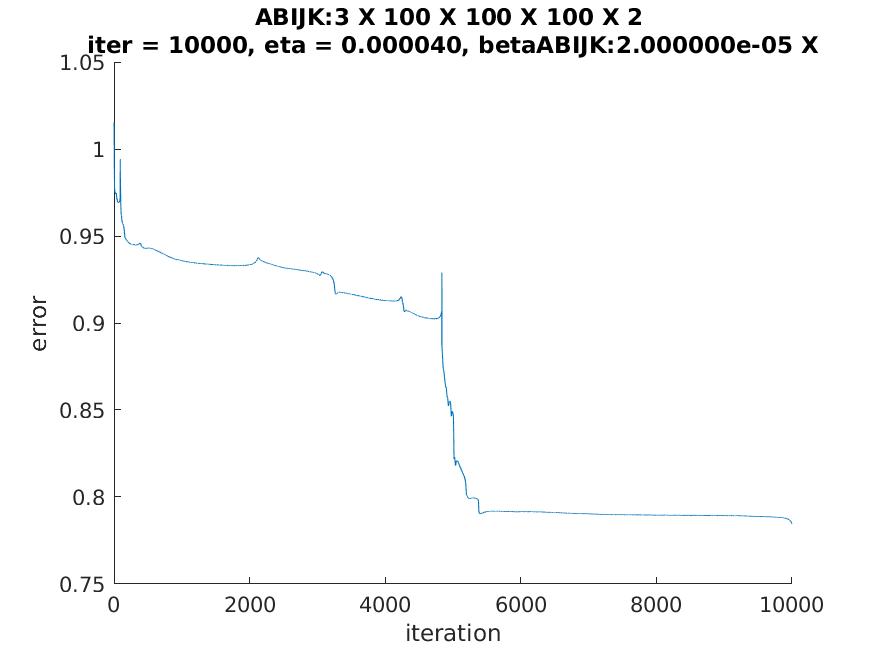 ABIJK:3 X 100 X 100 X 100 X 2
iter = 10000, eta = 0.000040, betaABIJK:2.000000e-05 X
1.05
1
0.95
0.9
0.85
0.8
0.75
error
0 2000 4000 6000 8000 10000
iteration